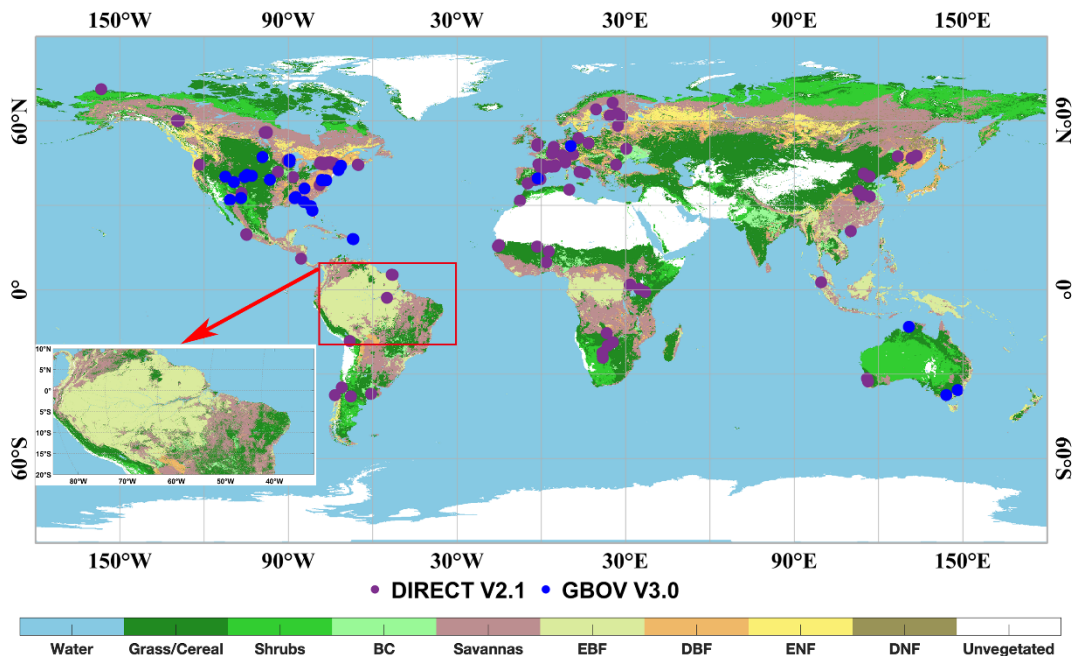 150°W 90°W 30°W 30°E 90°E 150°E
60°N 60°N
0° 0°
10°N
5°N
0°
5°S
10°S
15°S
20°S
80°W 70°W 60°W 50°W 40°W
60°S 60°S
150°W 90°W 30°W 30°E 90°E 150°E
DIRECT V2.1 GBOV V3.0
Water Grass/Cereal Shrubs BC Savannas EBF DBF ENF DNF Unvegetated